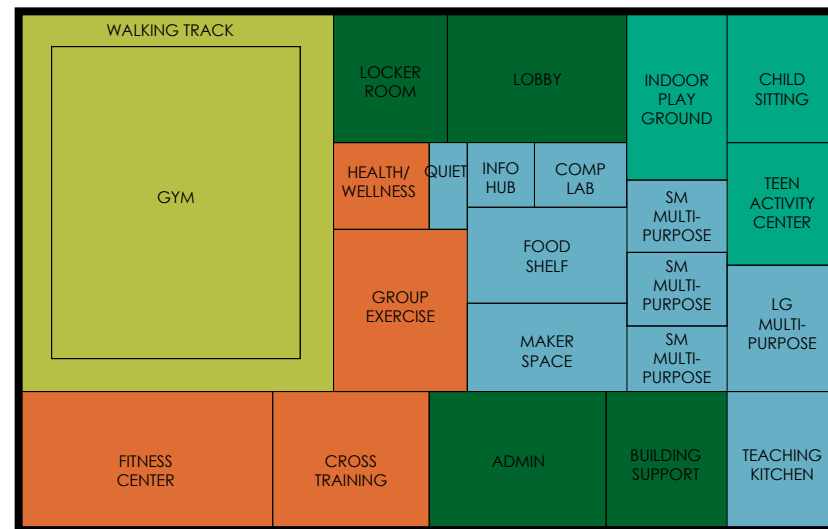 WALKING TRACK
GYM
LOCKER
ROOM
LOBBY
INDOOR
PLAY
GROUND
CHILD
SITTING
HEALTH/
WELLNESS
QUIET
INFO
HUB
COMP
LAB
SM
MULTI-
PURPOSE
TEEN
ACTIVITY
CENTER
FOOD
SHELF
SM
MULTI-
PURPOSE
GROUP
EXERCISE
LG
MULTI-
PURPOSE
MAKER
SPACE
SM
MULTI-
PURPOSE
FITNESS
CENTER
CROSS
TRAINING
ADMIN
BUILDING
SUPPORT
TEACHING
KITCHEN